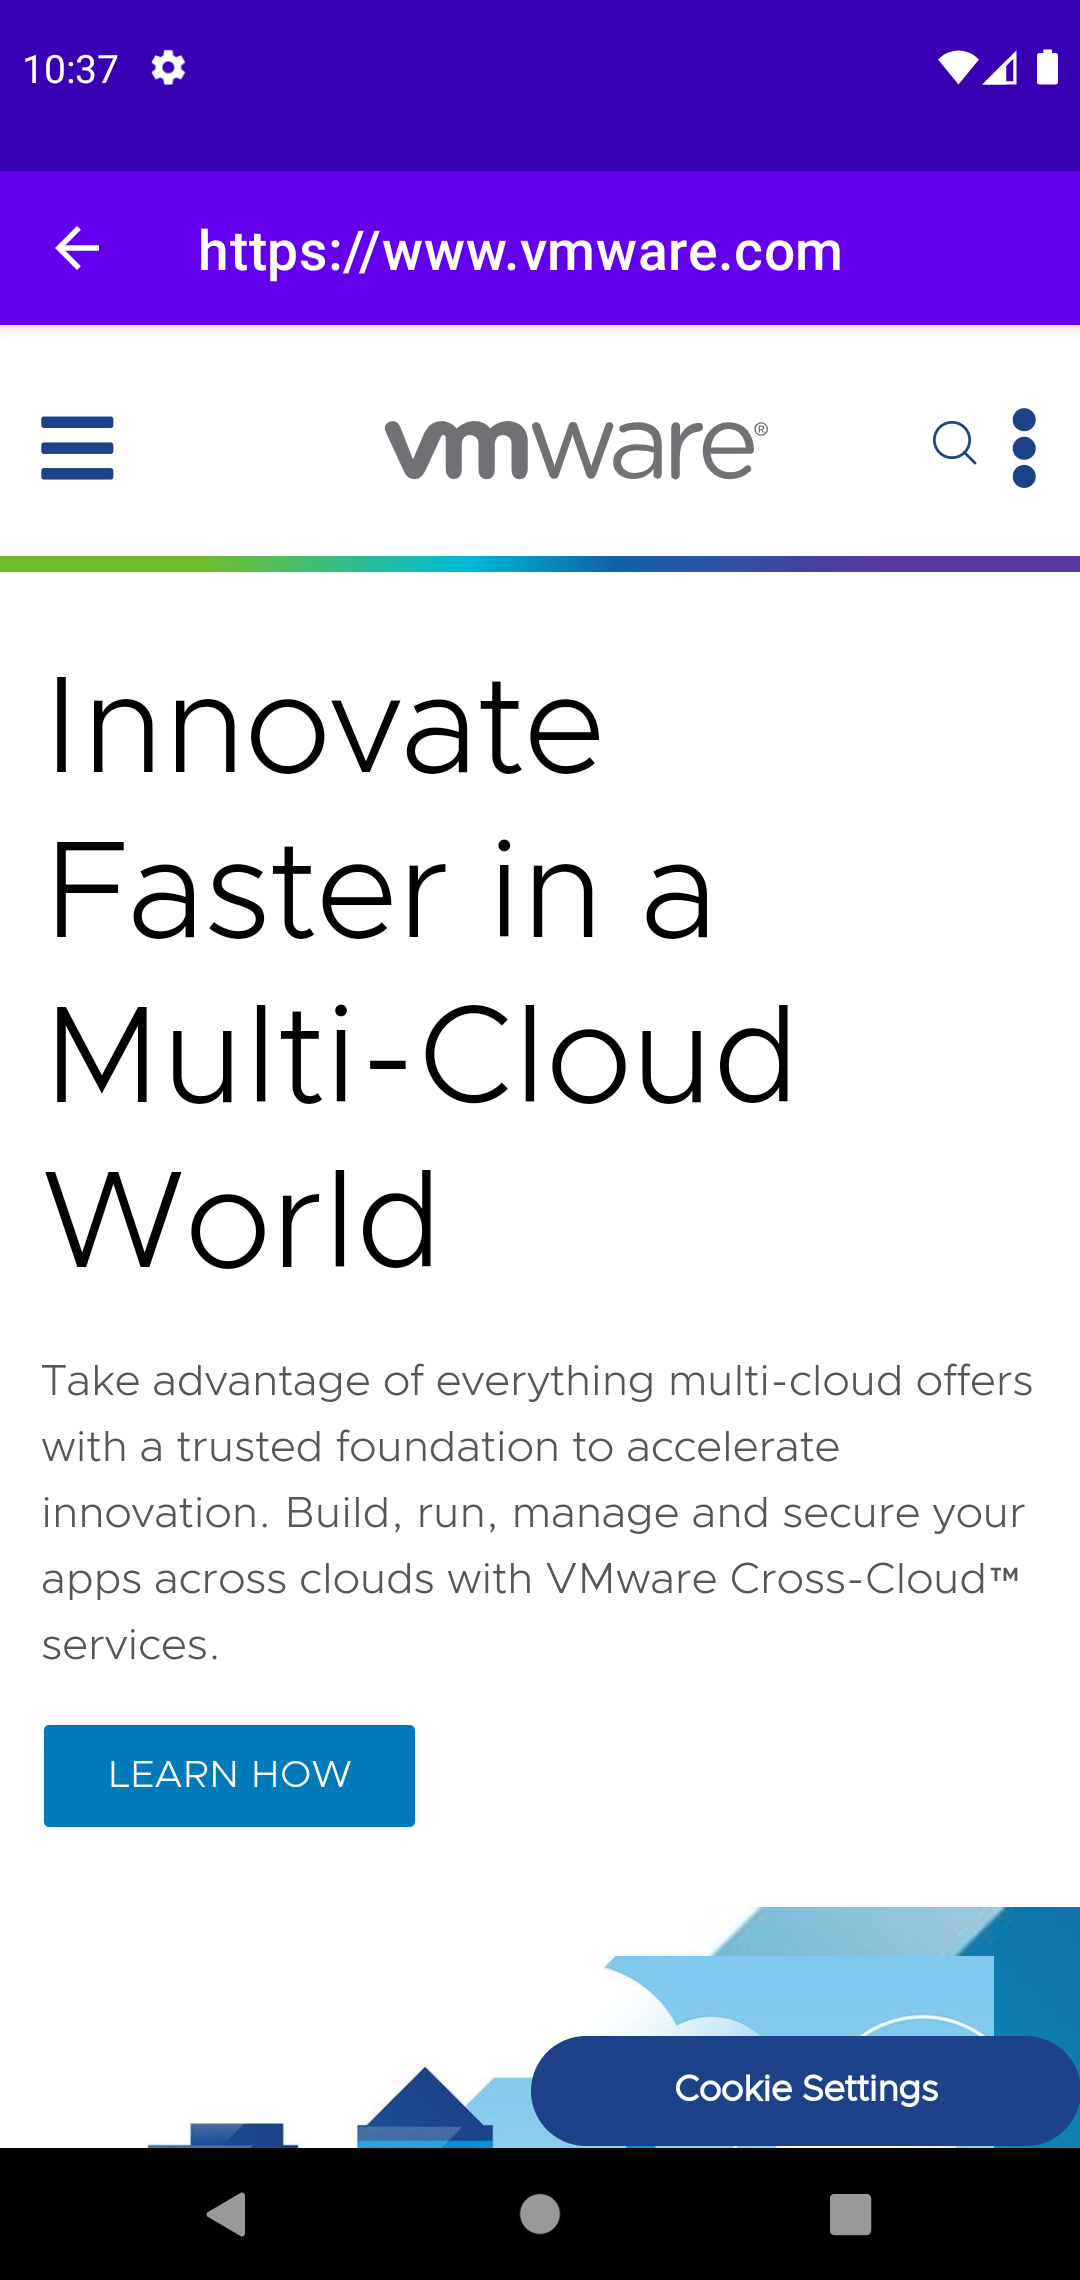 10:37
https://www.vmware.com
vmware®
Innovate
Faster in a
Multi-Cloud
World
Take advantage of everything multi-cloud offers
with a trusted foundation to accelerate
innovation. Build, run, manage and secure your
apps across clouds with VMware Cross-Cloud™
services.
LEARN HOW
Cookie Settings